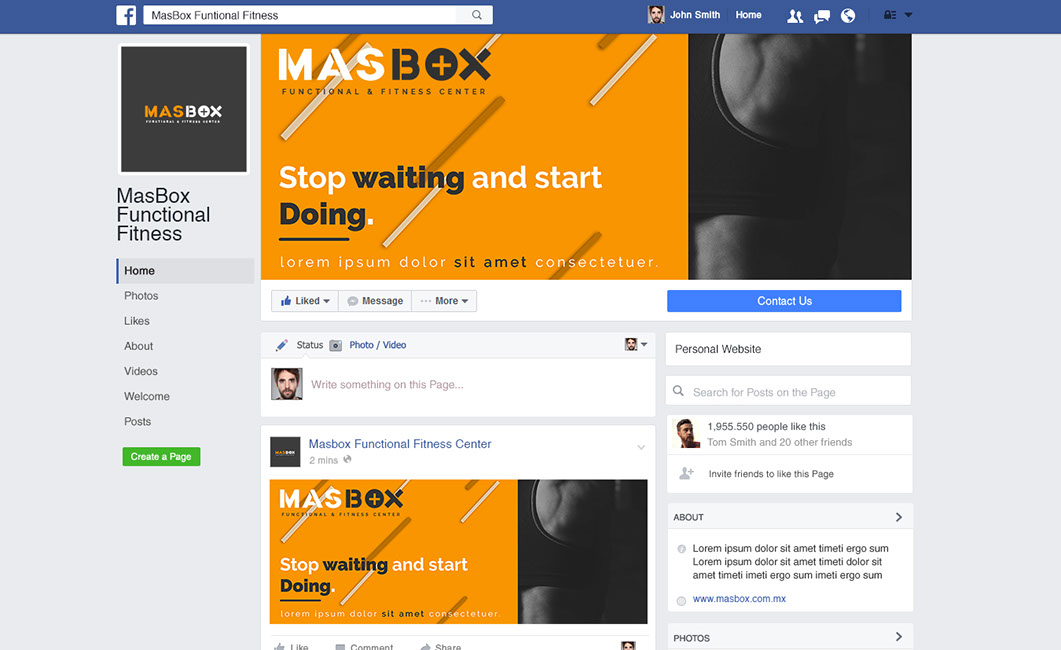 MasBox Funtional Fitness
John Smith
Home
MASBOX
FUNCTIONAL & FITNESS CENTER
MasBox
Functional
Fitness
Home
Photos
Likes
About
Videos
Welcome
Posts
Create a Page
MASBOX
FUNCTIONAL & FITNESS CENTER
Stop waiting and start
Doing.
lorem ipsum dolor sit amet consectetuer.
Liked
Message
More
Contact Us
Status
Photo / Video
Write something on this Page...
Masbox Functional Fitness Center
2 mins
MASBOX
MASBOX
FUNCTIONAL & FITNESS CENTER
Stop waiting and start
Doing.
lorem ipsum dolor sit amet consectetuer.
Like
Comment
Share
Personal Website
Search for Posts on the Page
1,955.550 people like this
Tom Smith and 20 other friends
Invite friends to like this Page
ABOUT
Lorem ipsum dolor sit amet timeti ergo sum
Lorem ipsum dolor sit amet timeti ergo sum sit
amet timeti imeti ergo sum imeti ergo sum
www.masbox.com.mx
PHOTOS